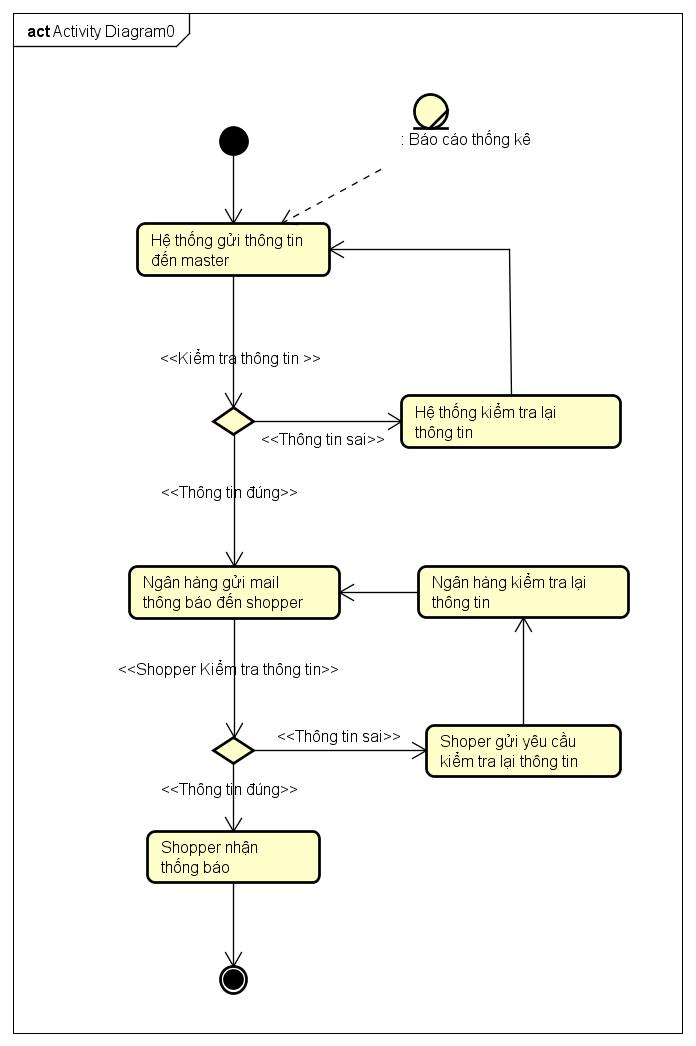 act Activity Diagram0
: Báo cáo thống kê
Hệ thống gửi thông tin
đến master
<<Kiểm tra thông tin >>
Hệ thống kiểm tra lại
thông tin
<<Thông tin sai>>
<<Thông tin đúng>>
Ngân hàng gửi mail
thông báo đến shopper
Ngân hàng kiểm tra lại
thông tin
<<Shopper Kiểm tra thông tin>>
<<Thông tin sai>>
Shoper gửi yêu cầu
kiểm tra lại thông tin
<<Thông tin đúng>>
Shopper nhận
thống báo